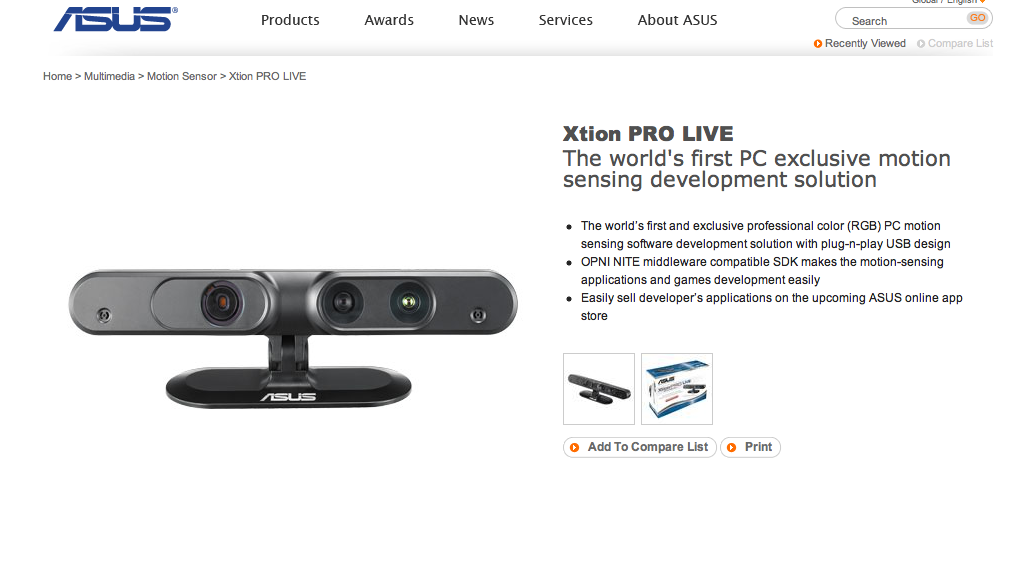 Global / English
ASUS®
Products
Awards
News
Services
About ASUS
Search
GO
Recently Viewed
Compare List
Home > Multimedia > Motion Sensor > Xtion PRO LIVE
Xtion PRO LIVE
The world's first PC exclusive motion
sensing development solution
The world's first and exclusive professional color (RGB) PC motion
sensing software development solution with plug-n-play USB design
OPNI NITE middleware compatible SDK makes the motion-sensing
applications and games development easily
Easily sell developer's applications on the upcoming ASUS online app
store
ASUS
ASUS
Add To Compare List
Print